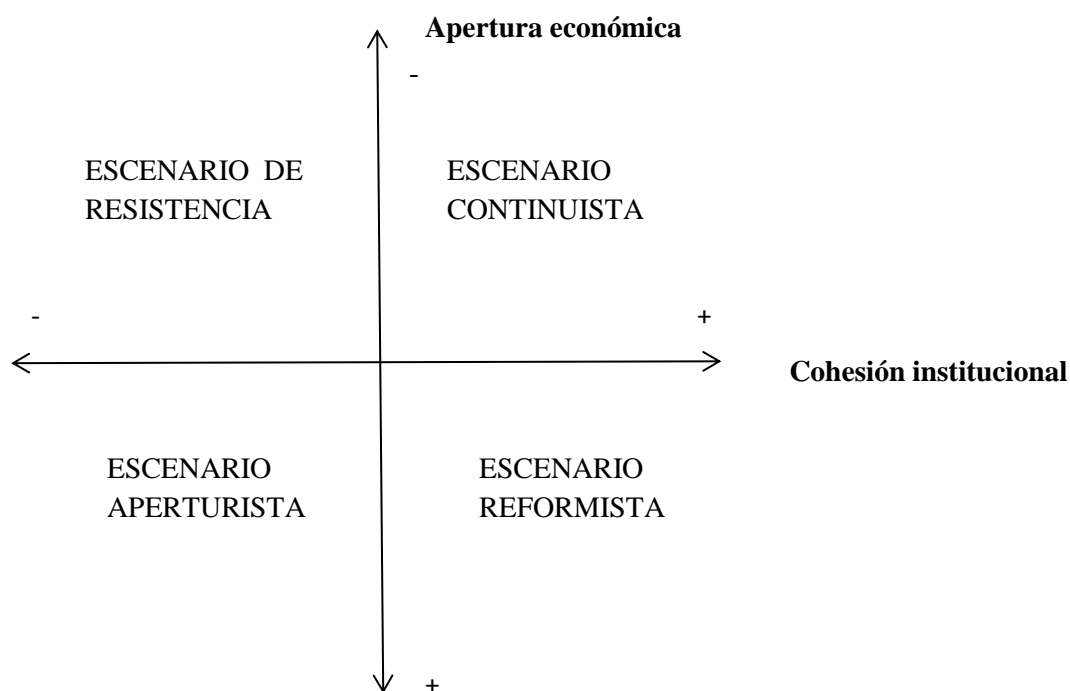 Apertura económica
-
ESCENARIO DE
RESISTENCIA
ESCENARIO
CONTINUISTA
-
+
Cohesión institucional
ESCENARIO
APERTURISTA
ESCENARIO
REFORMISTA
+